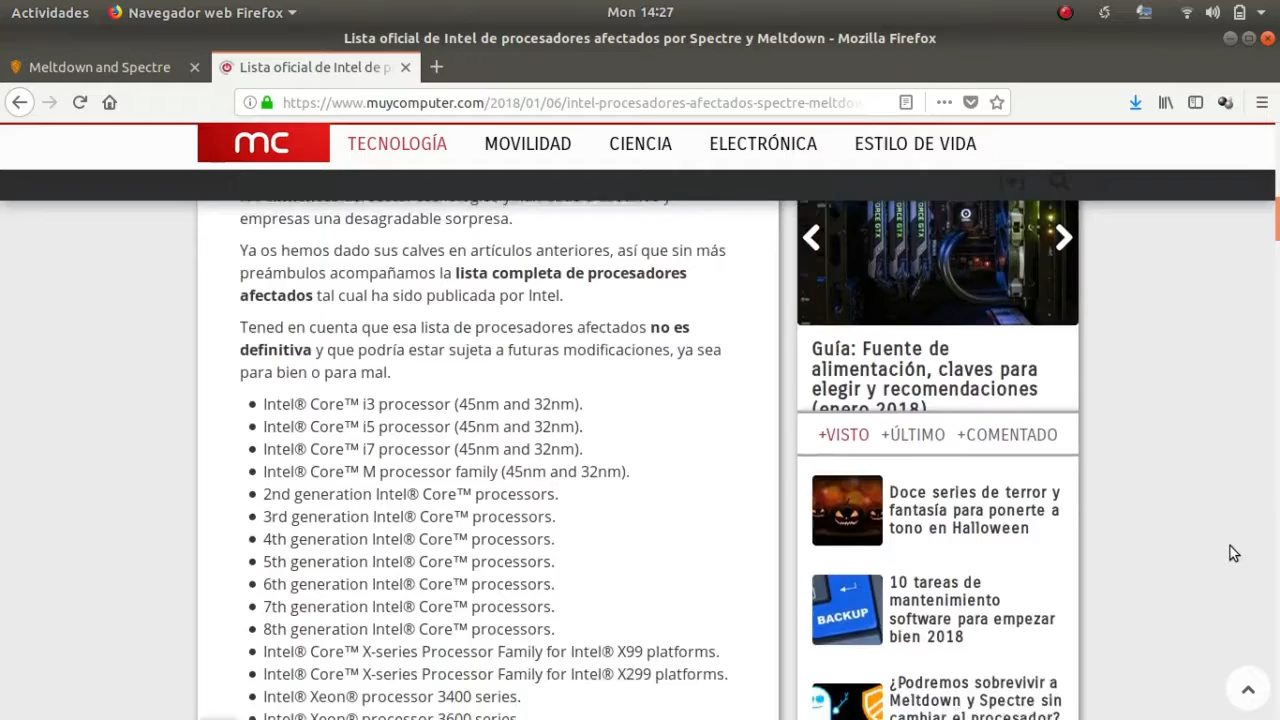 Actividades
Navegador web Firefox
Mon 14:27
Lista oficial de Intel de procesadores afectados por Spectre y Meltdown - Mozilla Firefox
Meltdown and Spectre
Lista oficial de Intel de p
https://www.muycomputer.com/2018/01/06/intel-procesadores-afectados-spectre-meltdow
mc
TECNOLOGÍA
MOVILIDAD
CIENCIA
ELECTRÓNICA
ESTILO DE VIDA
empresas una desagradable sorpresa.
Ya os hemos dado sus calves en artículos anteriores, así que sin más
preámbulos acompañamos la lista completa de procesadores
afectados tal cual ha sido publicada por Intel.
Tened en cuenta que esa lista de procesadores afectados no es
definitiva y que podría estar sujeta a futuras modificaciones, ya sea
para bien o para mal.
Intel® Core™ i3 processor (45nm and 32nm).
Intel® Core™ i5 processor (45nm and 32nm).
Intel® Core™ i7 processor (45nm and 32nm).
Intel® Core™ M processor family (45nm and 32nm).
2nd generation Intel® Core™ processors.
3rd generation Intel® Core™ processors.
4th generation Intel® Core™ processors.
5th generation Intel® Core™ processors.
6th generation Intel® Core™ processors.
7th generation Intel® Core™ processors.
8th generation Intel® Core™ processors.
Intel® Core™ X-series Processor Family for Intel® X99 platforms.
Intel® Core™ X-series Processor Family for Intel® X299 platforms.
Intel® Xeon® processor 3400 series.
Intel® Xeon® processor 3600 series.
Guía: Fuente de
alimentación, claves para
elegir y recomendaciones
(enero 2018)
+VISTO
+ÚLTIMO
+COMENTADO
Doce series de terror y
fantasía para ponerte a
tono en Halloween
BACKUP
10 tareas de
mantenimiento
software para empezar
bien 2018
¿Podremos sobrevivir a
Meltdown y Spectre sin
cambiar el procesador?